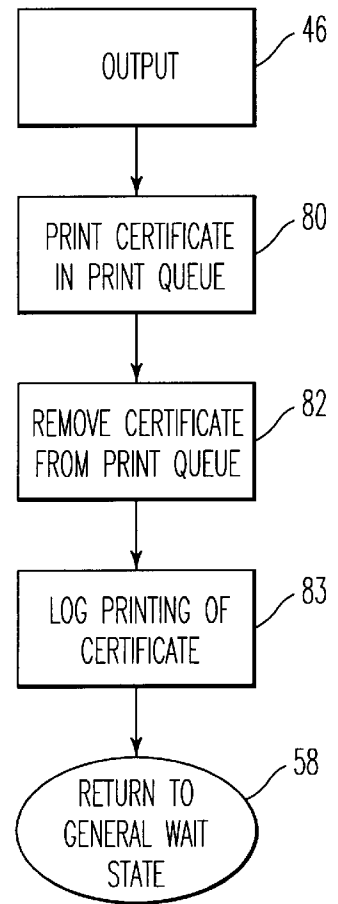 OUTPUT
46
PRINT CERTIFICATE
IN PRINT QUEUE
80
REMOVE CERTIFICATE
FROM PRINT QUEUE
82
LOG PRINTING OF
CERTIFICATE
83
RETURN TO
GENERAL WAIT
STATE
58